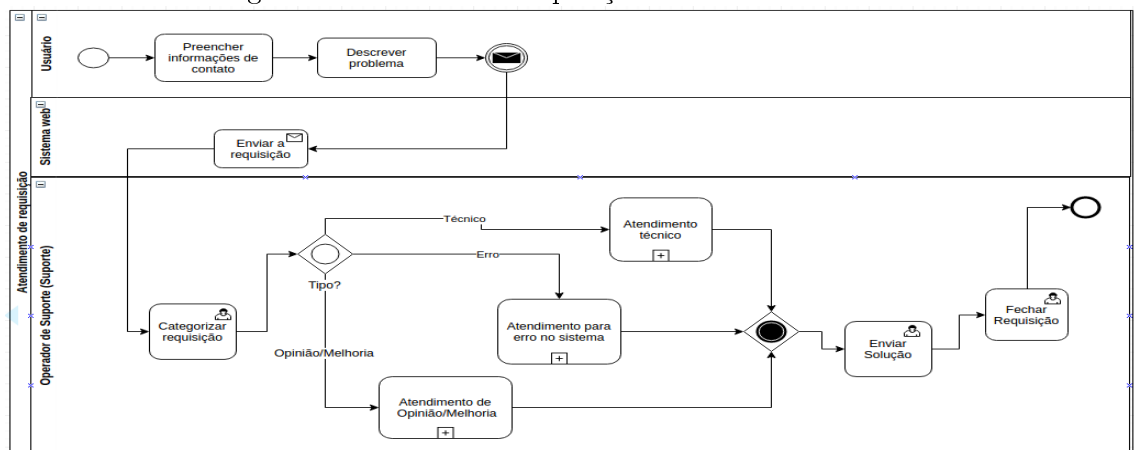 Atendimento de requisição
Usuário
Preencher
informações de
contato
Descrever
problema
Sistema web
Enviar a
requisição
Operador de Suporte (Suporte)
Categorizar
requisição
Tipo?
Técnico
Erro
Opinião/Melhoria
Atendimento
técnico
Atendimento para
erro no sistema
Atendimento de
Opinião/Melhoria
Enviar
Solução
Fechar
Requisição